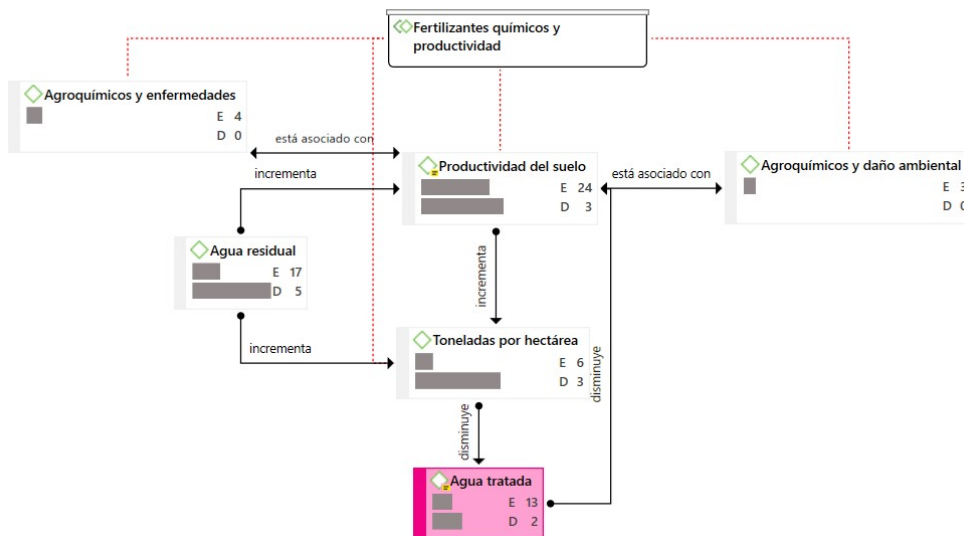 Fertilizantes químicos y
productividad
Agroquímicos y enfermedades
E 4
D 0
está asociado con
incrementa
Productividad del suelo
E 24
D 3
está asociado con
Agroquímicos y daño ambiental
E 3
D 0
Agua residual
E 17
D 5
incrementa
incrementa
Toneladas por hectárea
E 6
D 3
disminuye
disminuye
Agua tratada
E 13
D 2